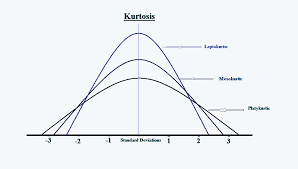 Kurtosis
Leptokurtic
Mesokurtic
Platykurtic
-3 -2 -1 Standard Deviations 1 2 3